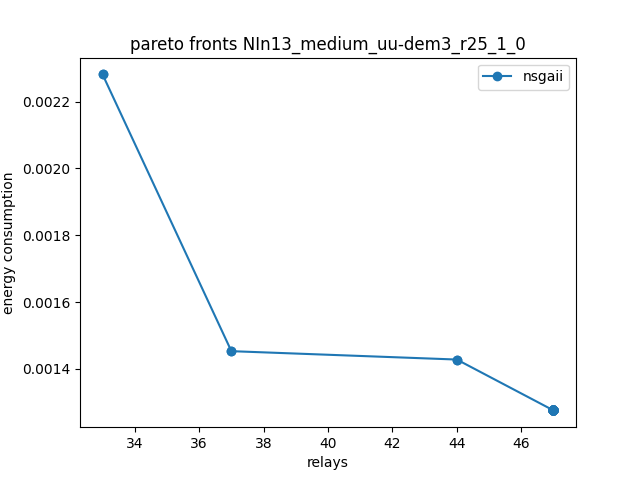 pareto fronts NIn13_medium_uu-dem3_r25_1_0
nsgaii
energy consumption
0.0022
0.0020
0.0018
0.0016
0.0014
34 36 38 40 42 44 46
relays